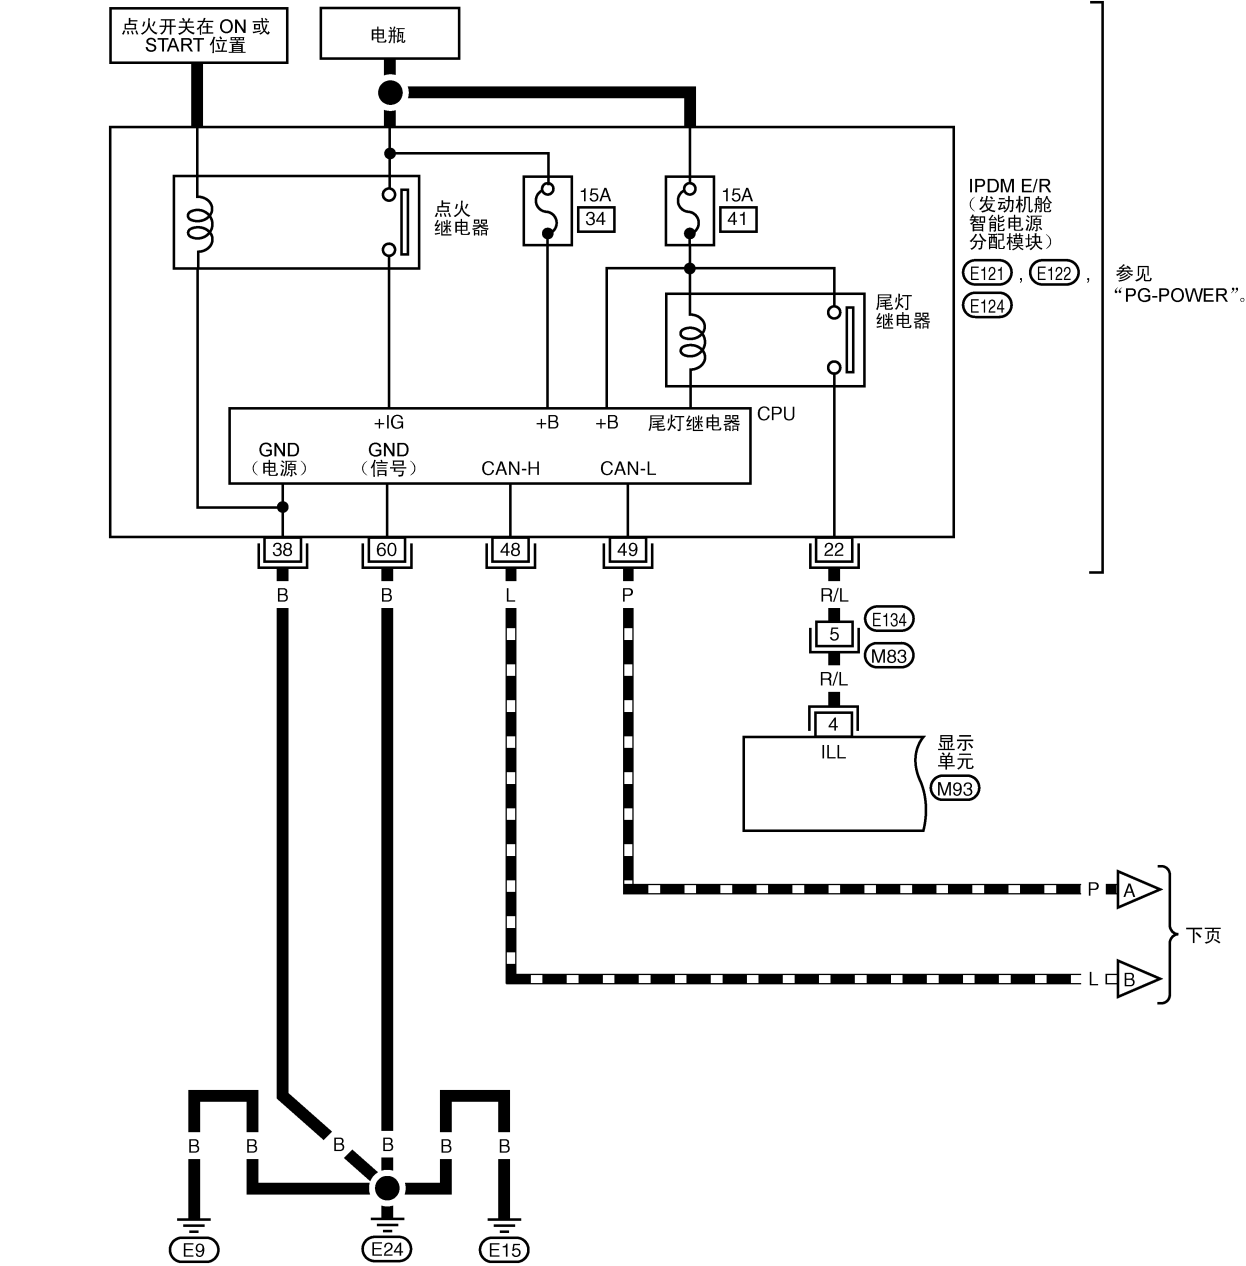 点火开关在 ON 或
START 位置
电瓶
点火
继电器
15A
34
15A
41
IPDM E/R
（发动机舱
智能电源
分配模块）
E121 , E122 ,
E124
参见
“PG-POWER”。
尾灯
继电器
+IG
+B
+B
尾灯继电器
CPU
GND
（电源）
GND
（信号）
CAN-H
CAN-L
38
60
48
49
22
B
B
L
P
R/L
E134
5
M83
R/L
4
ILL
显示
单元
M93
P
A
下页
L
B
B
B
B
B
B
B
E9
E24
E15